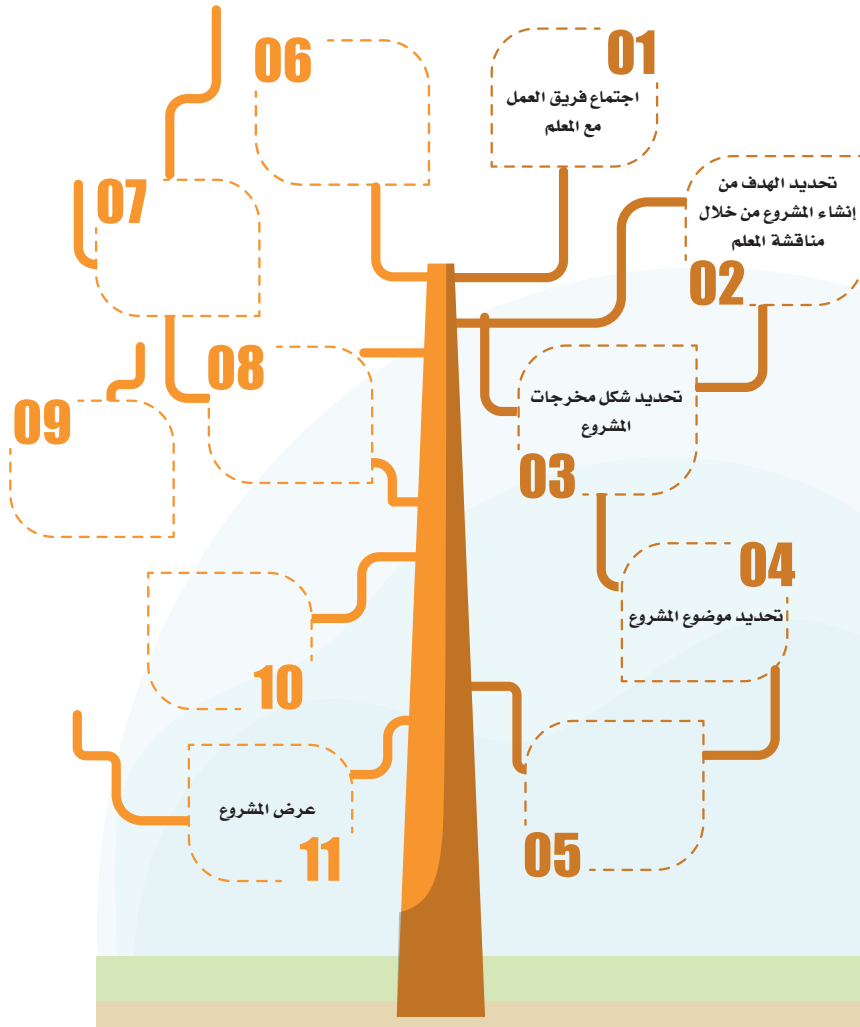 01
اجتماع فريق العمل
مع المعلم
02
تحديد الهدف من
إنشاء المشروع من خلال
مناقشة المعلم
03
تحديد شكل مخرجات
المشروع
04
تحديد موضوع المشروع
05
06
07
08
09
10
11
عرض المشروع